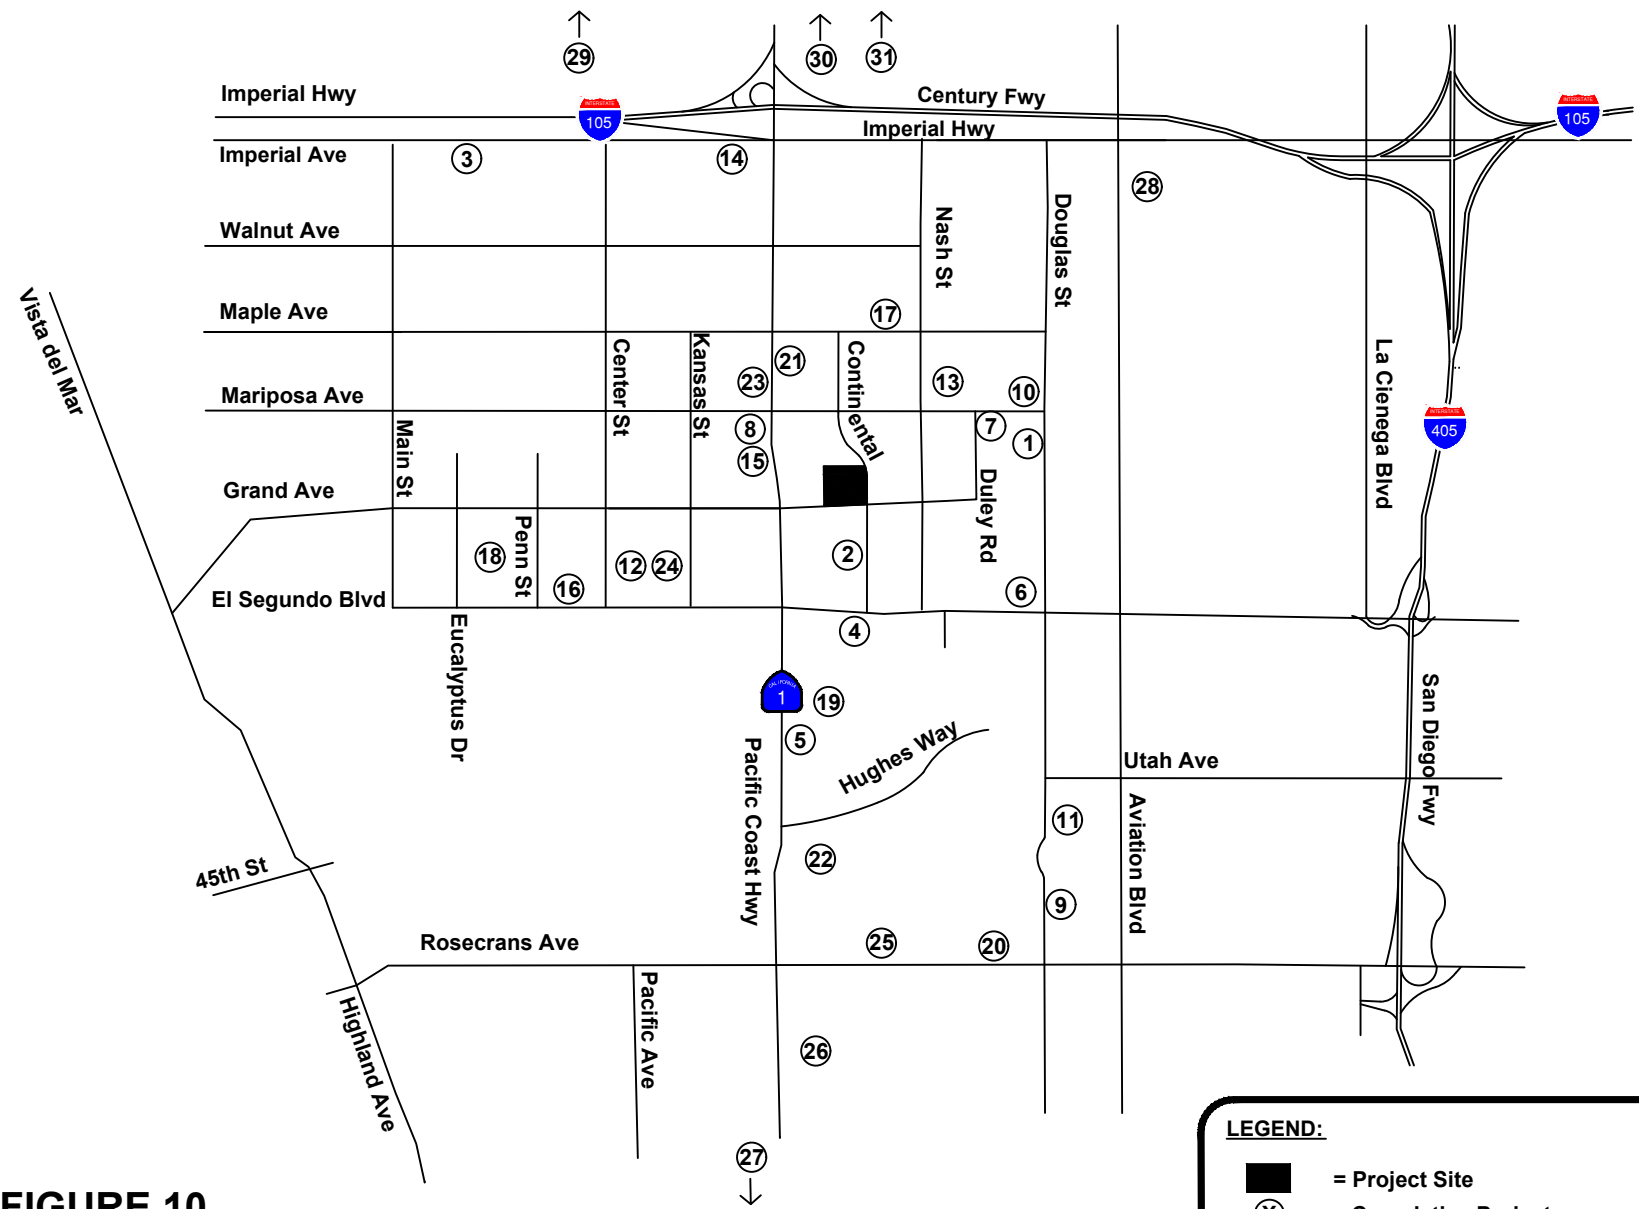 29
30
31
Imperial Hwy
INTERSTATE
105
Century Fwy
INTERSTATE
105
Imperial Hwy
Imperial Ave
3
14
28
Walnut Ave
Nash St
Douglas St
Vista del Mar
Maple Ave
17
Center St
Kansas St
21
Continental
La Cienega Blvd
23
13
10
Mariposa Ave
Main St
8
7
1
INTERSTATE
405
15
Grand Ave
Duley Rd
Penn St
18
12
24
2
16
6
El Segundo Blvd
Eucalyptus Dr
4
CALIFORNIA
1
19
San Diego Fwy
5
Hughes Way
Pacific Coast Hwy
Utah Ave
Aviation Blvd
11
22
45th St
9
Rosecrans Ave
25
20
Highland Ave
Pacific Ave
26
27
LEGEND:
= Project Site
FIGURE 10